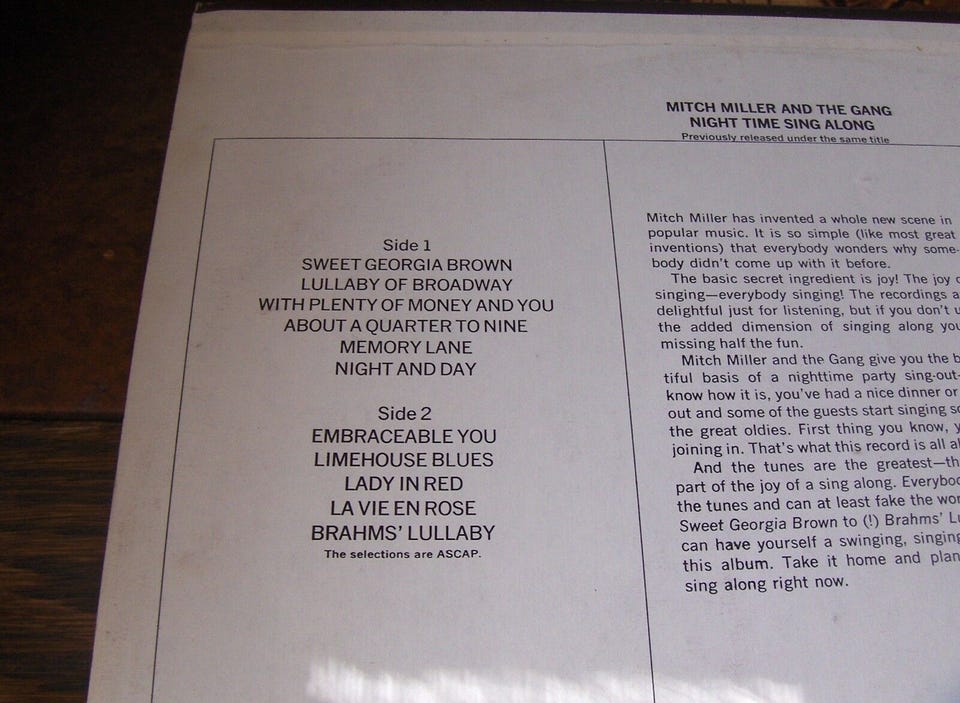 MITCH MILLER AND THE GANG
NIGHT TIME SING ALONG
Previously released under the same title
Side 1
SWEET GEORGIA BROWN
LULLABY OF BROADWAY
WITH PLENTY OF MONEY AND YOU
ABOUT A QUARTER TO NINE
MEMORY LANE
NIGHT AND DAY
Side 2
EMBRACEABLE YOU
LIMEHOUSE BLUES
LADY IN RED
LA VIE EN ROSE
BRAHMS' LULLABY
The selections are ASCAP.
Mitch Miller has invented a whole new scene in
popular music. It is so simple (like most great
inventions) that everybody wonders why some-
body didn't come up with it before.
The basic secret ingredient is joy! The joy
singing—everybody singing! The recordings
delightful just for listening, but if you don't
the added dimension of singing along
missing half the fun.
Mitch Miller and the Gang give you the
tiful basis of a nighttime party sing-out-
know how it is, you've had a nice dinner or
out and some of the guests start singing
the great oldies. First thing you know,
joining in. That's what this record is all
And the tunes are the greatest—
part of the joy of a sing along.
the tunes and can at least fake the
Sweet Georgia Brown to (!) Brahms'
can have yourself a swinging,
this album. Take it home and
sing along right now.